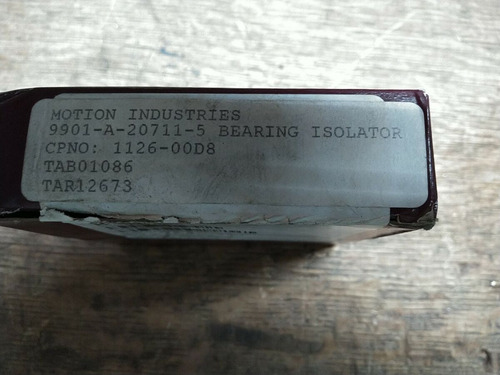 MOTION INDUSTRIES
9901-A-20711-5 BEARING ISOLATOR
CPNO: 1126-00D8
TAB01086
TAR12673